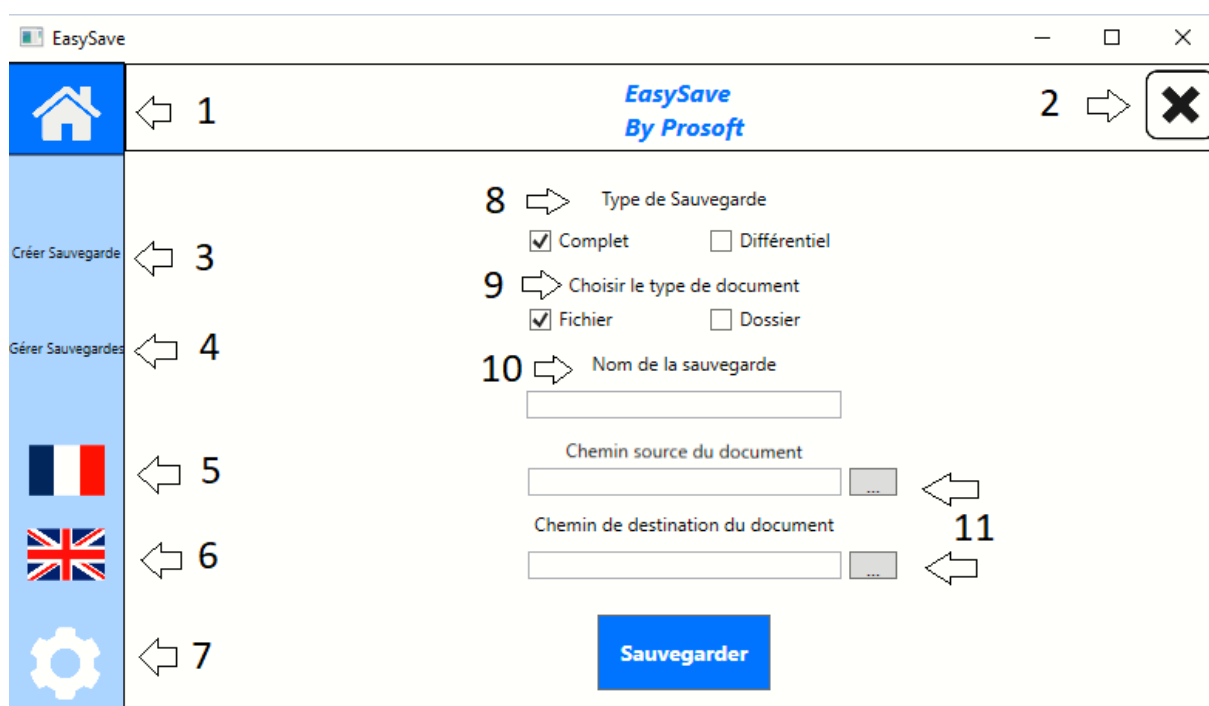 EasySave
1
EasySave
By Prosoft
2
8
Type de Sauvegarde
Complet
Différentiel
Créer Sauvegarde
3
9
Choisir le type de document
Fichier
Dossier
Gérer Sauvegardes
4
10
Nom de la sauvegarde
5
Chemin source du document
...
11
6
Chemin de destination du document
...
7
Sauvegarder